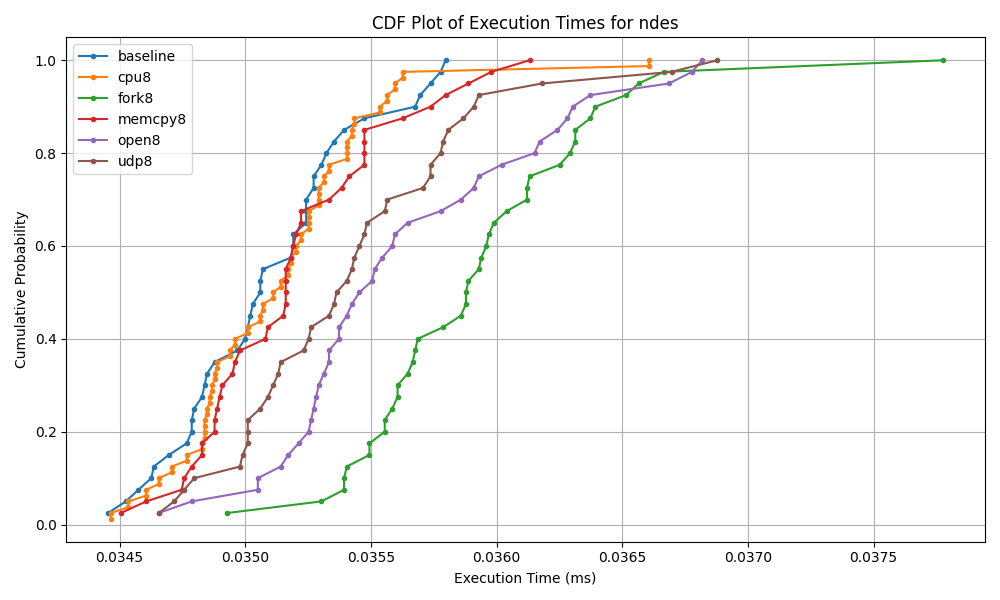 CDF Plot of Execution Times for ndes
baseline
cpu8
fork8
memcpy8
open8
udp8
Cumulative Probability
1.0
0.8
0.6
0.4
0.2
0.0
0.0345 0.0350 0.0355 0.0360 0.0365 0.0370 0.0375
Execution Time (ms)